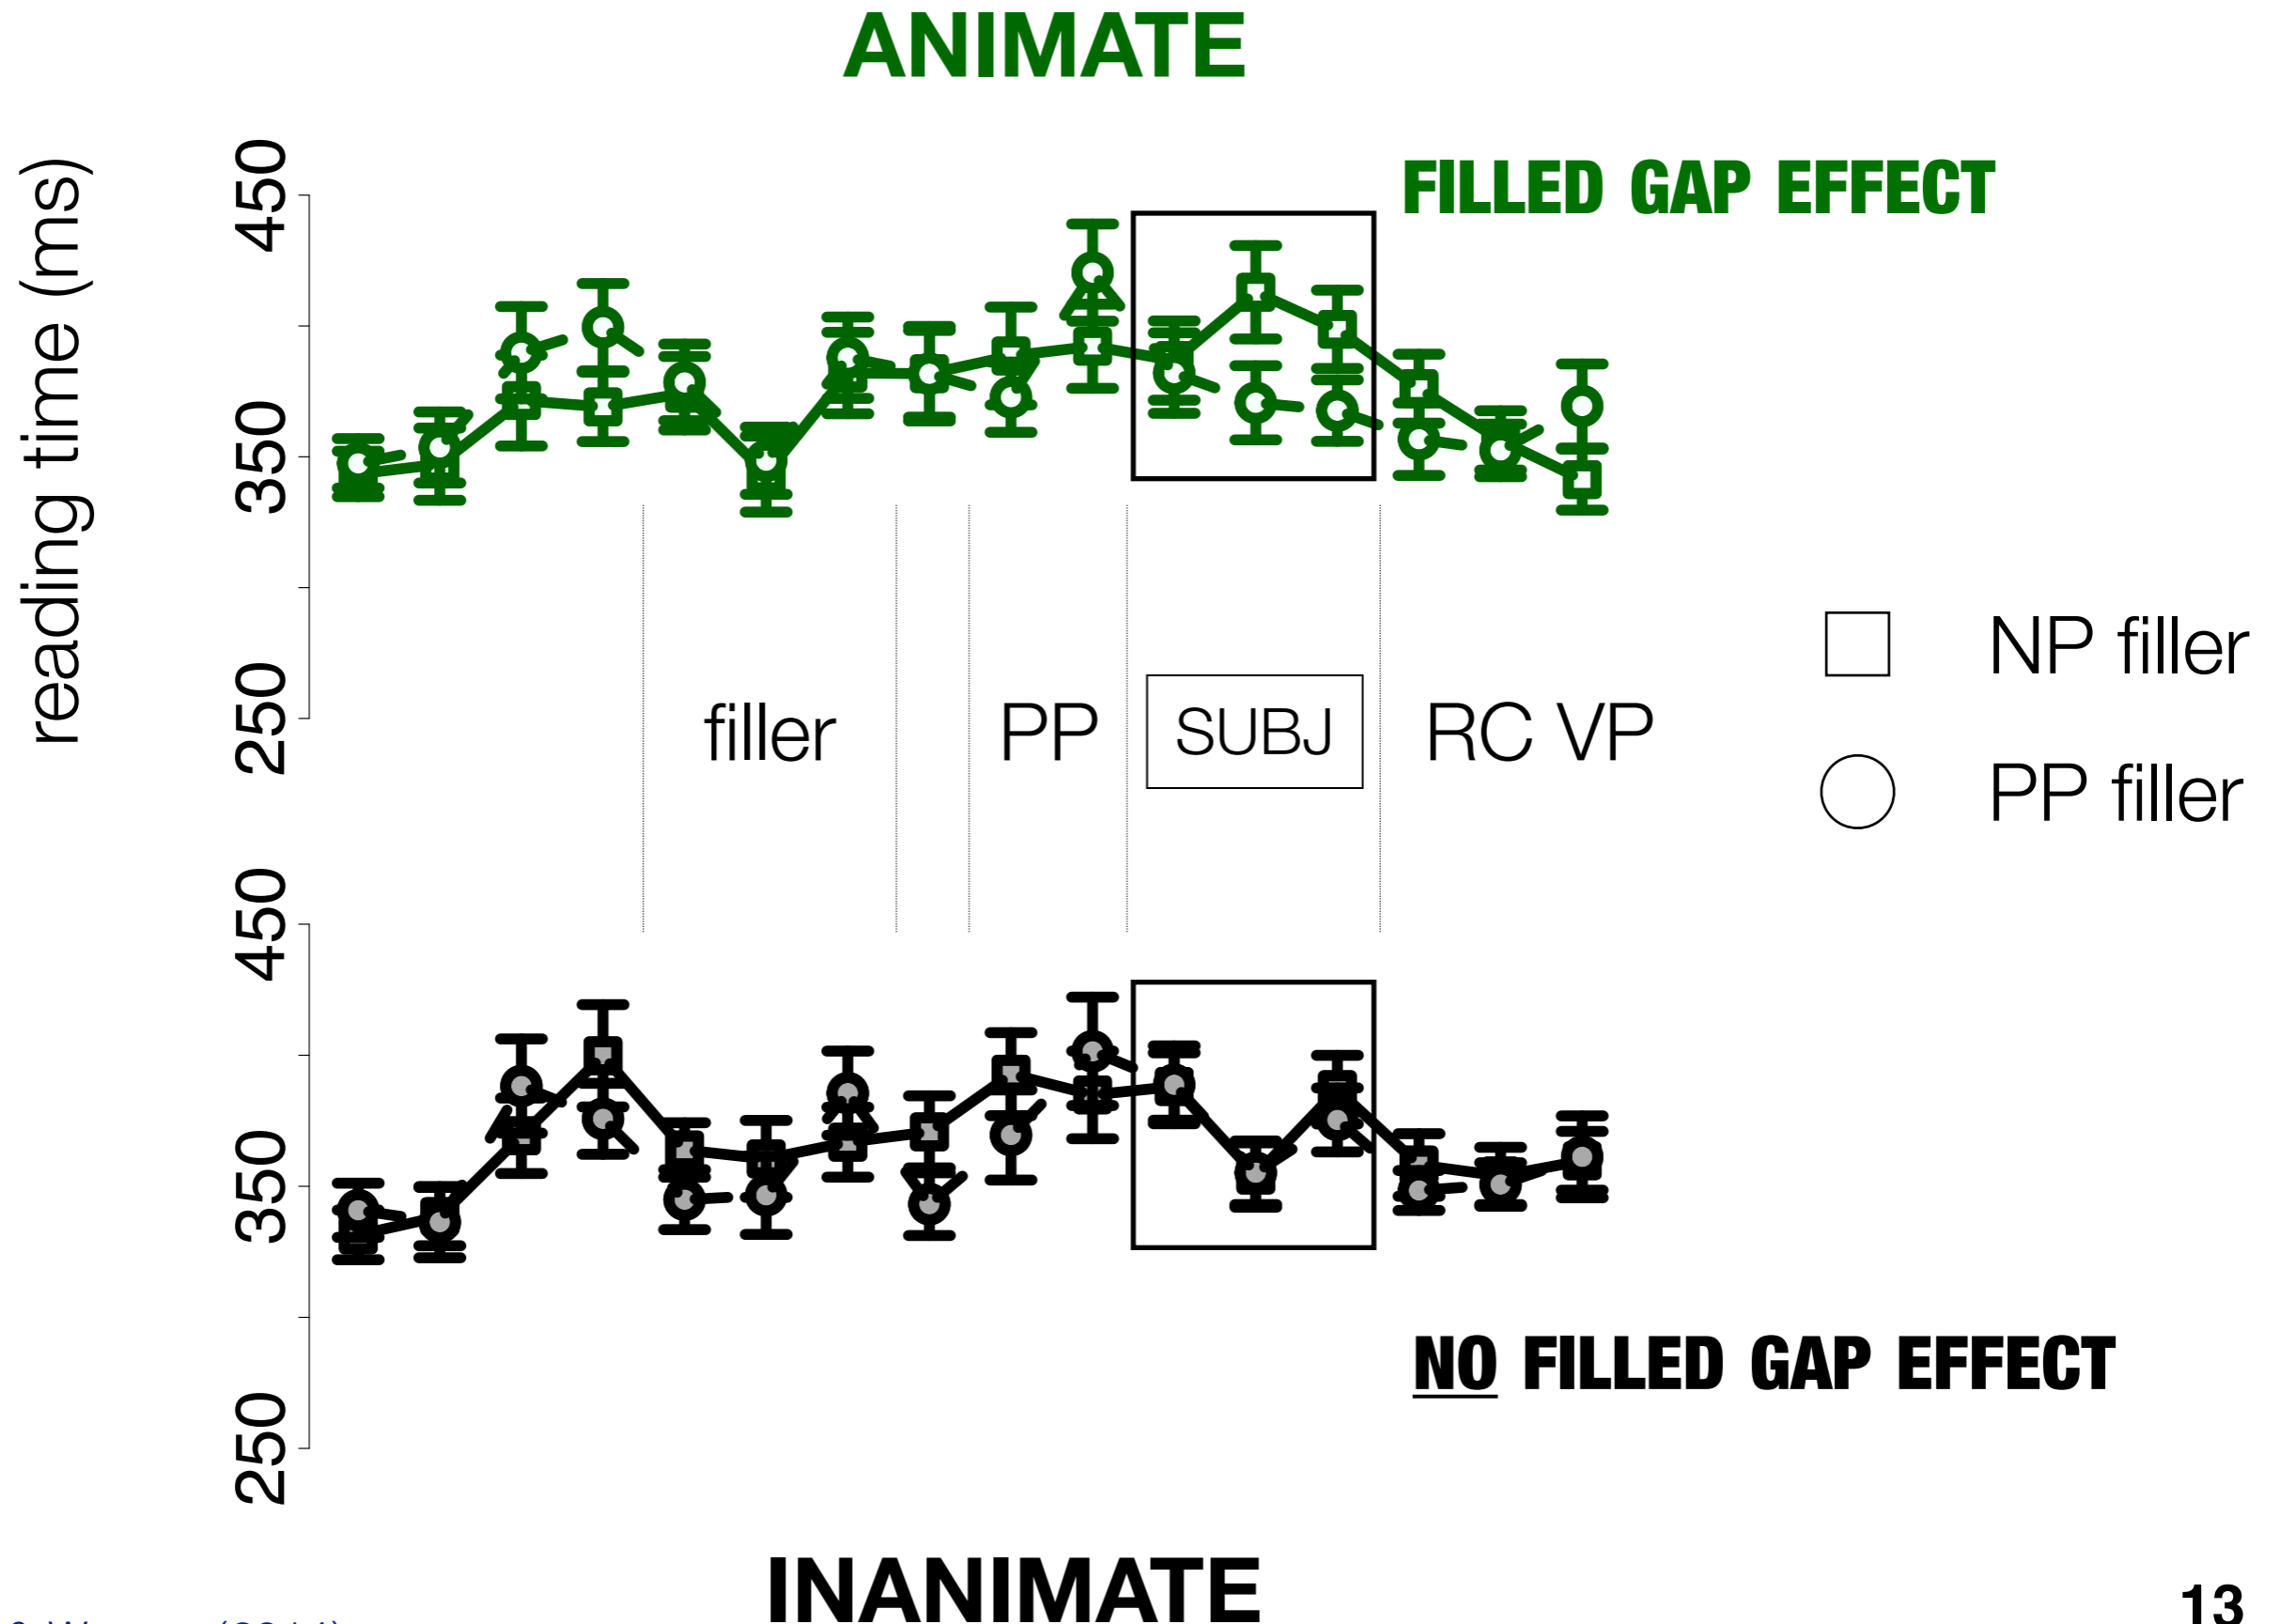 ANIMATE
reading time (ms)
450
350
250
FILLED GAP EFFECT
filler
PP
SUBJ
RC VP
NP filler
PP filler
450
350
250
NO FILLED GAP EFFECT
INANIMATE
13